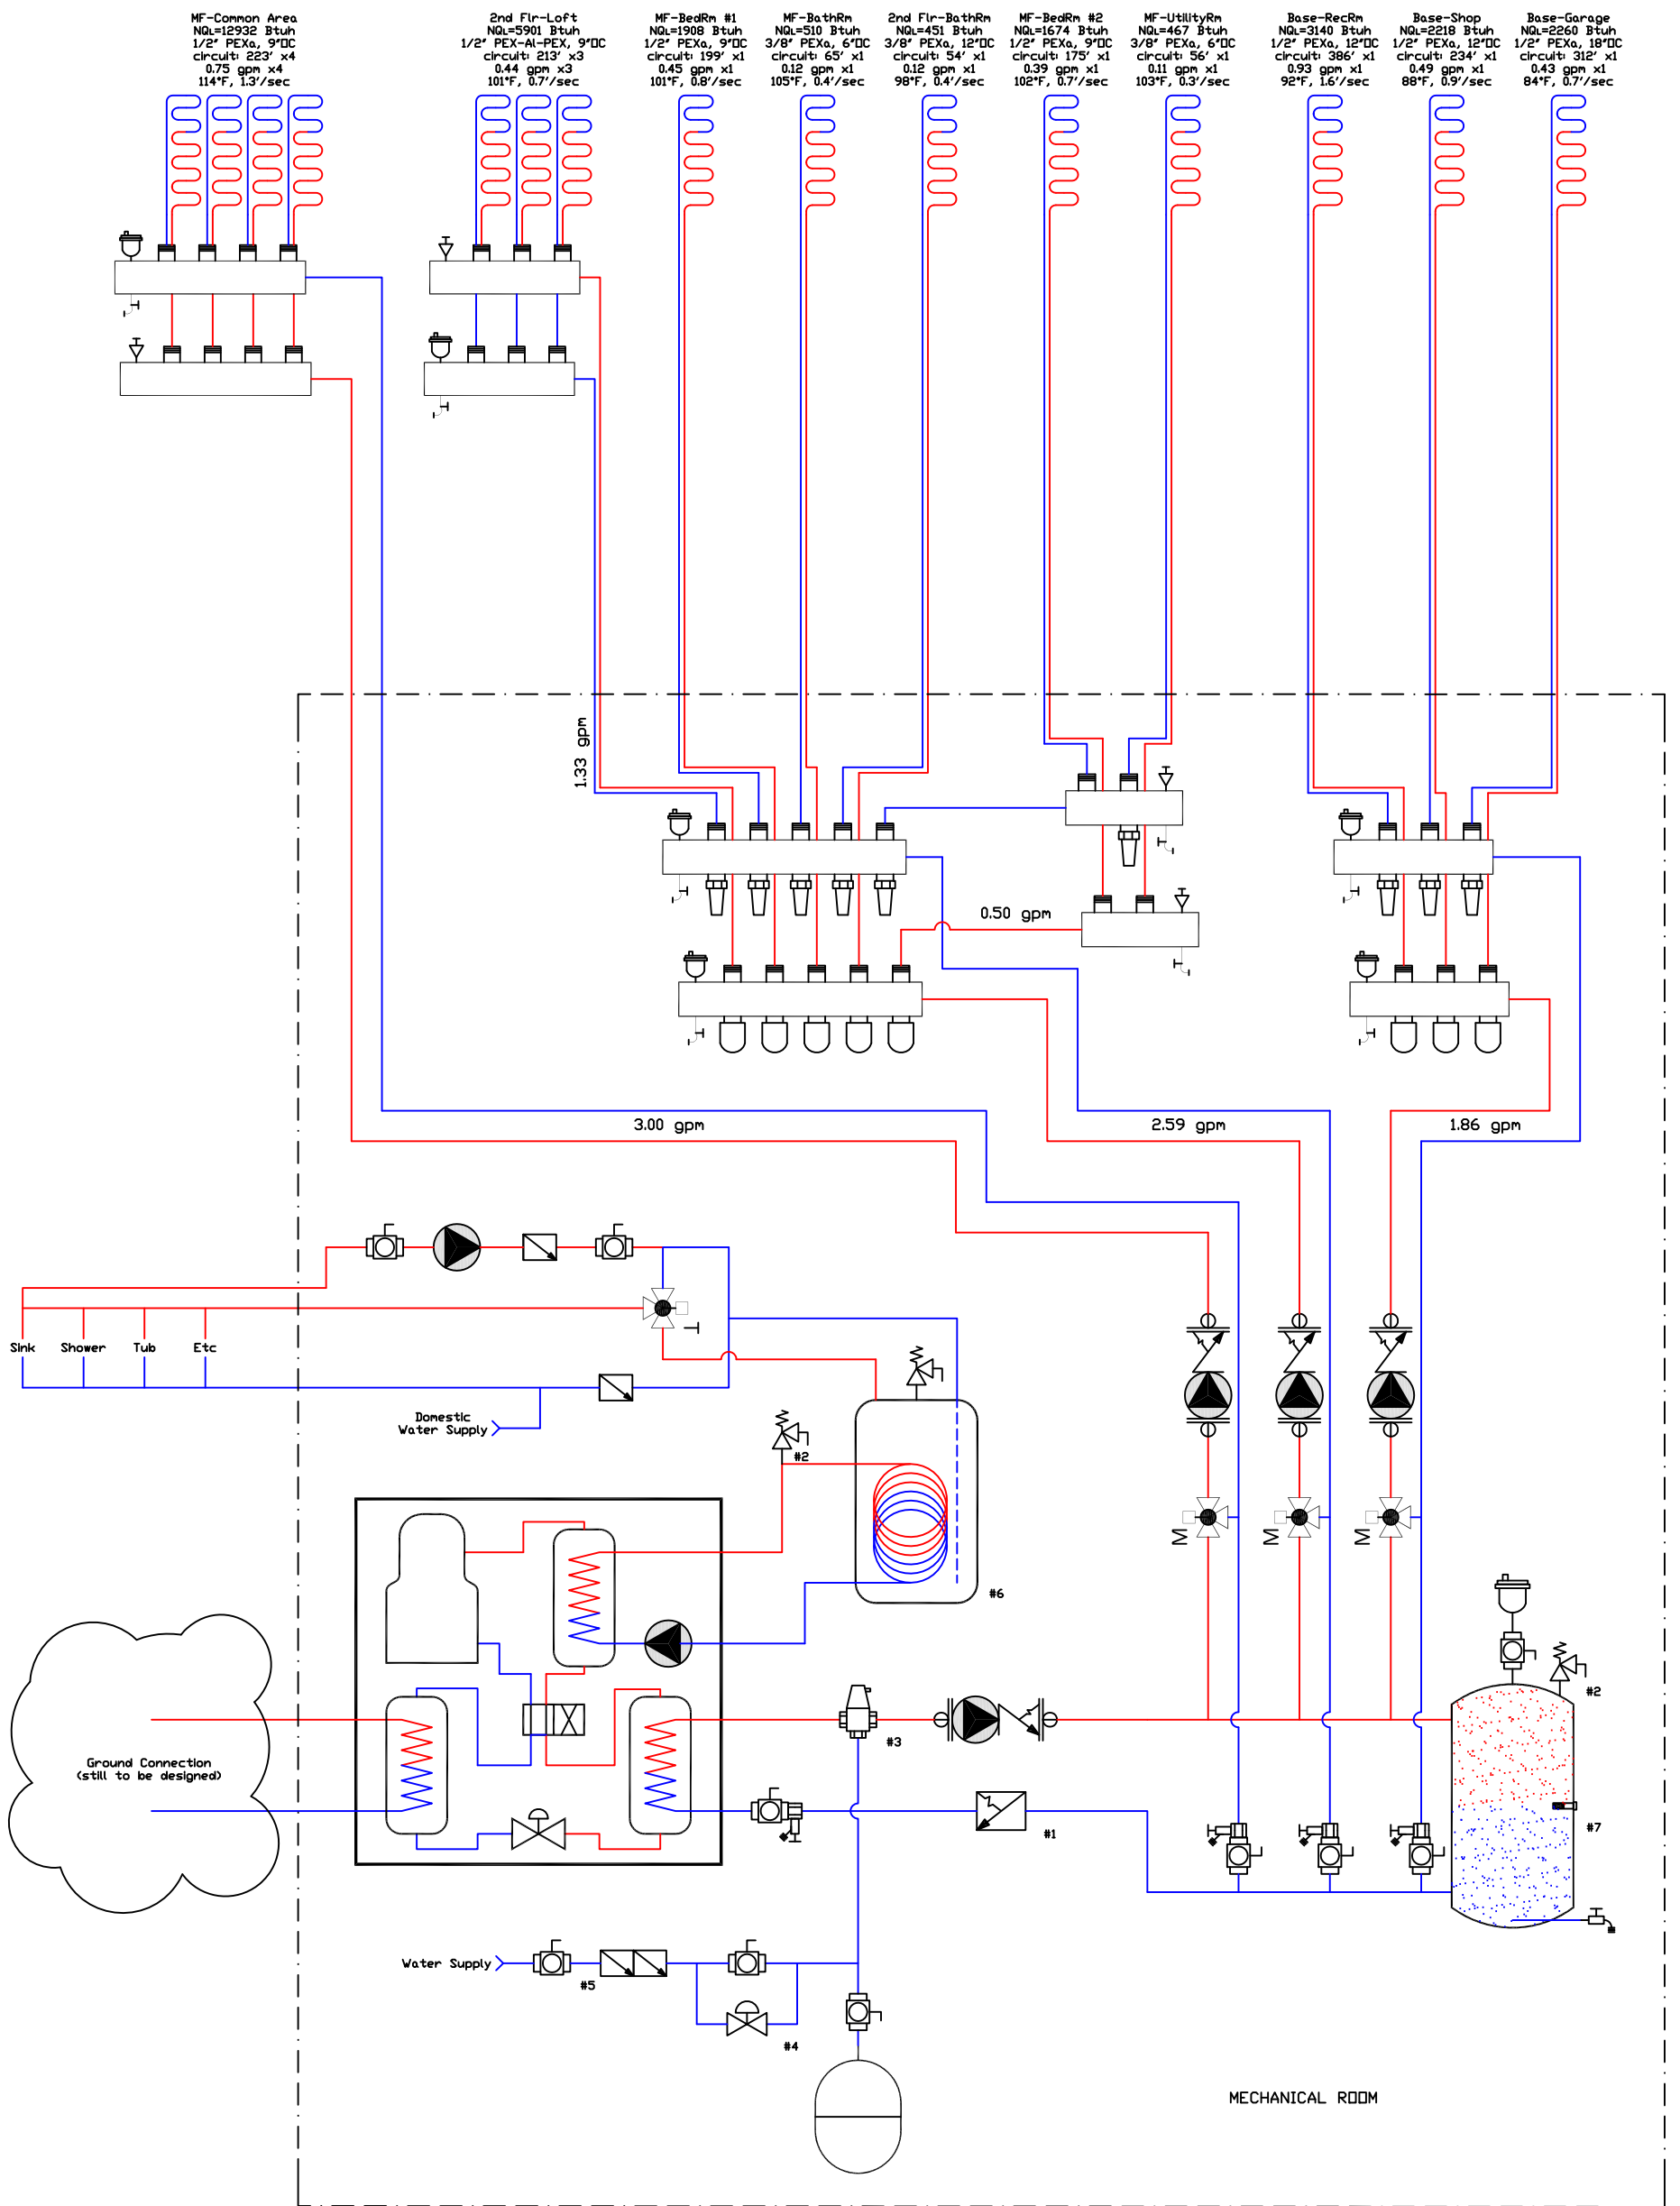 MF-Common Area
NQL=12932 Btuh
1/2" PEXa, 9"OC
circuit: 223' x4
0.75 gpm x4
114°F, 1.3'/sec
2nd Flr-Loft
NQL=5901 Btuh
1/2" PEX-Al-PEX, 9"OC
circuit: 213' x3
0.44 gpm x3
101°F, 0.7'/sec
MF-BedRm #1
NQL=1908 Btuh
1/2" PEXa, 9"OC
circuit: 199' x1
0.45 gpm x1
101°F, 0.8'/sec
MF-BathRm
NQL=510 Btuh
3/8" PEXa, 6"OC
circuit: 65' x1
0.12 gpm x1
105°F, 0.4'/sec
2nd Flr-BathRm
NQL=451 Btuh
3/8" PEXa, 12"OC
circuit: 54' x1
0.12 gpm x1
98°F, 0.4'/sec
MF-BedRm #2
NQL=1674 Btuh
1/2" PEXa, 9"OC
circuit: 175' x1
0.39 gpm x1
102°F, 0.7'/sec
MF-UtilityRm
NQL=467 Btuh
3/8" PEXa, 6"OC
circuit: 56' x1
0.11 gpm x1
103°F, 0.3'/sec
Base-RecRm
NQL=3140 Btuh
1/2" PEXa, 12"OC
circuit: 386' x1
0.93 gpm x1
92°F, 1.6'/sec
Base-Shop
NQL=2218 Btuh
1/2" PEXa, 12"OC
circuit: 234' x1
0.49 gpm x1
88°F, 0.9'/sec
Base-Garage
NQL=2260 Btuh
1/2" PEXa, 18"OC
circuit: 312' x1
0.43 gpm x1
84°F, 0.7'/sec
1.33 gpm
0.50 gpm
3.00 gpm
2.59 gpm
1.86 gpm
Sink
Shower
Tub
Etc
T
Domestic
Water Supply
#2
M
M
M
#6
#2
#3
Ground Connection
(still to be designed)
#7
#1
Water Supply
#5
#4
MECHANICAL ROOM